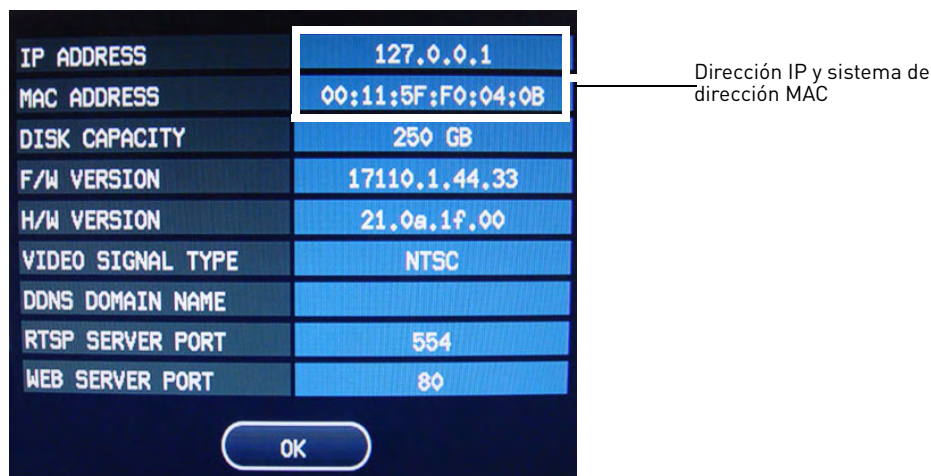 IP ADDRESS 127.0.0.1
MAC ADDRESS 00:11:5F:F0:04:0B
Dirección IP y sistema de
dirección MAC
DISK CAPACITY 250 GB
F/W VERSION 17110.1.44.33
H/W VERSION 21.0a.1f.00
VIDEO SIGNAL TYPE NTSC
DDNS DOMAIN NAME
RTSP SERVER PORT 554
WEB SERVER PORT 80
OK